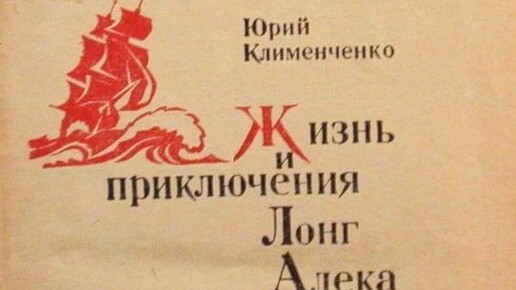 Юрий
Клименченко
Жизнь
и
приключения
Лонг
Алека